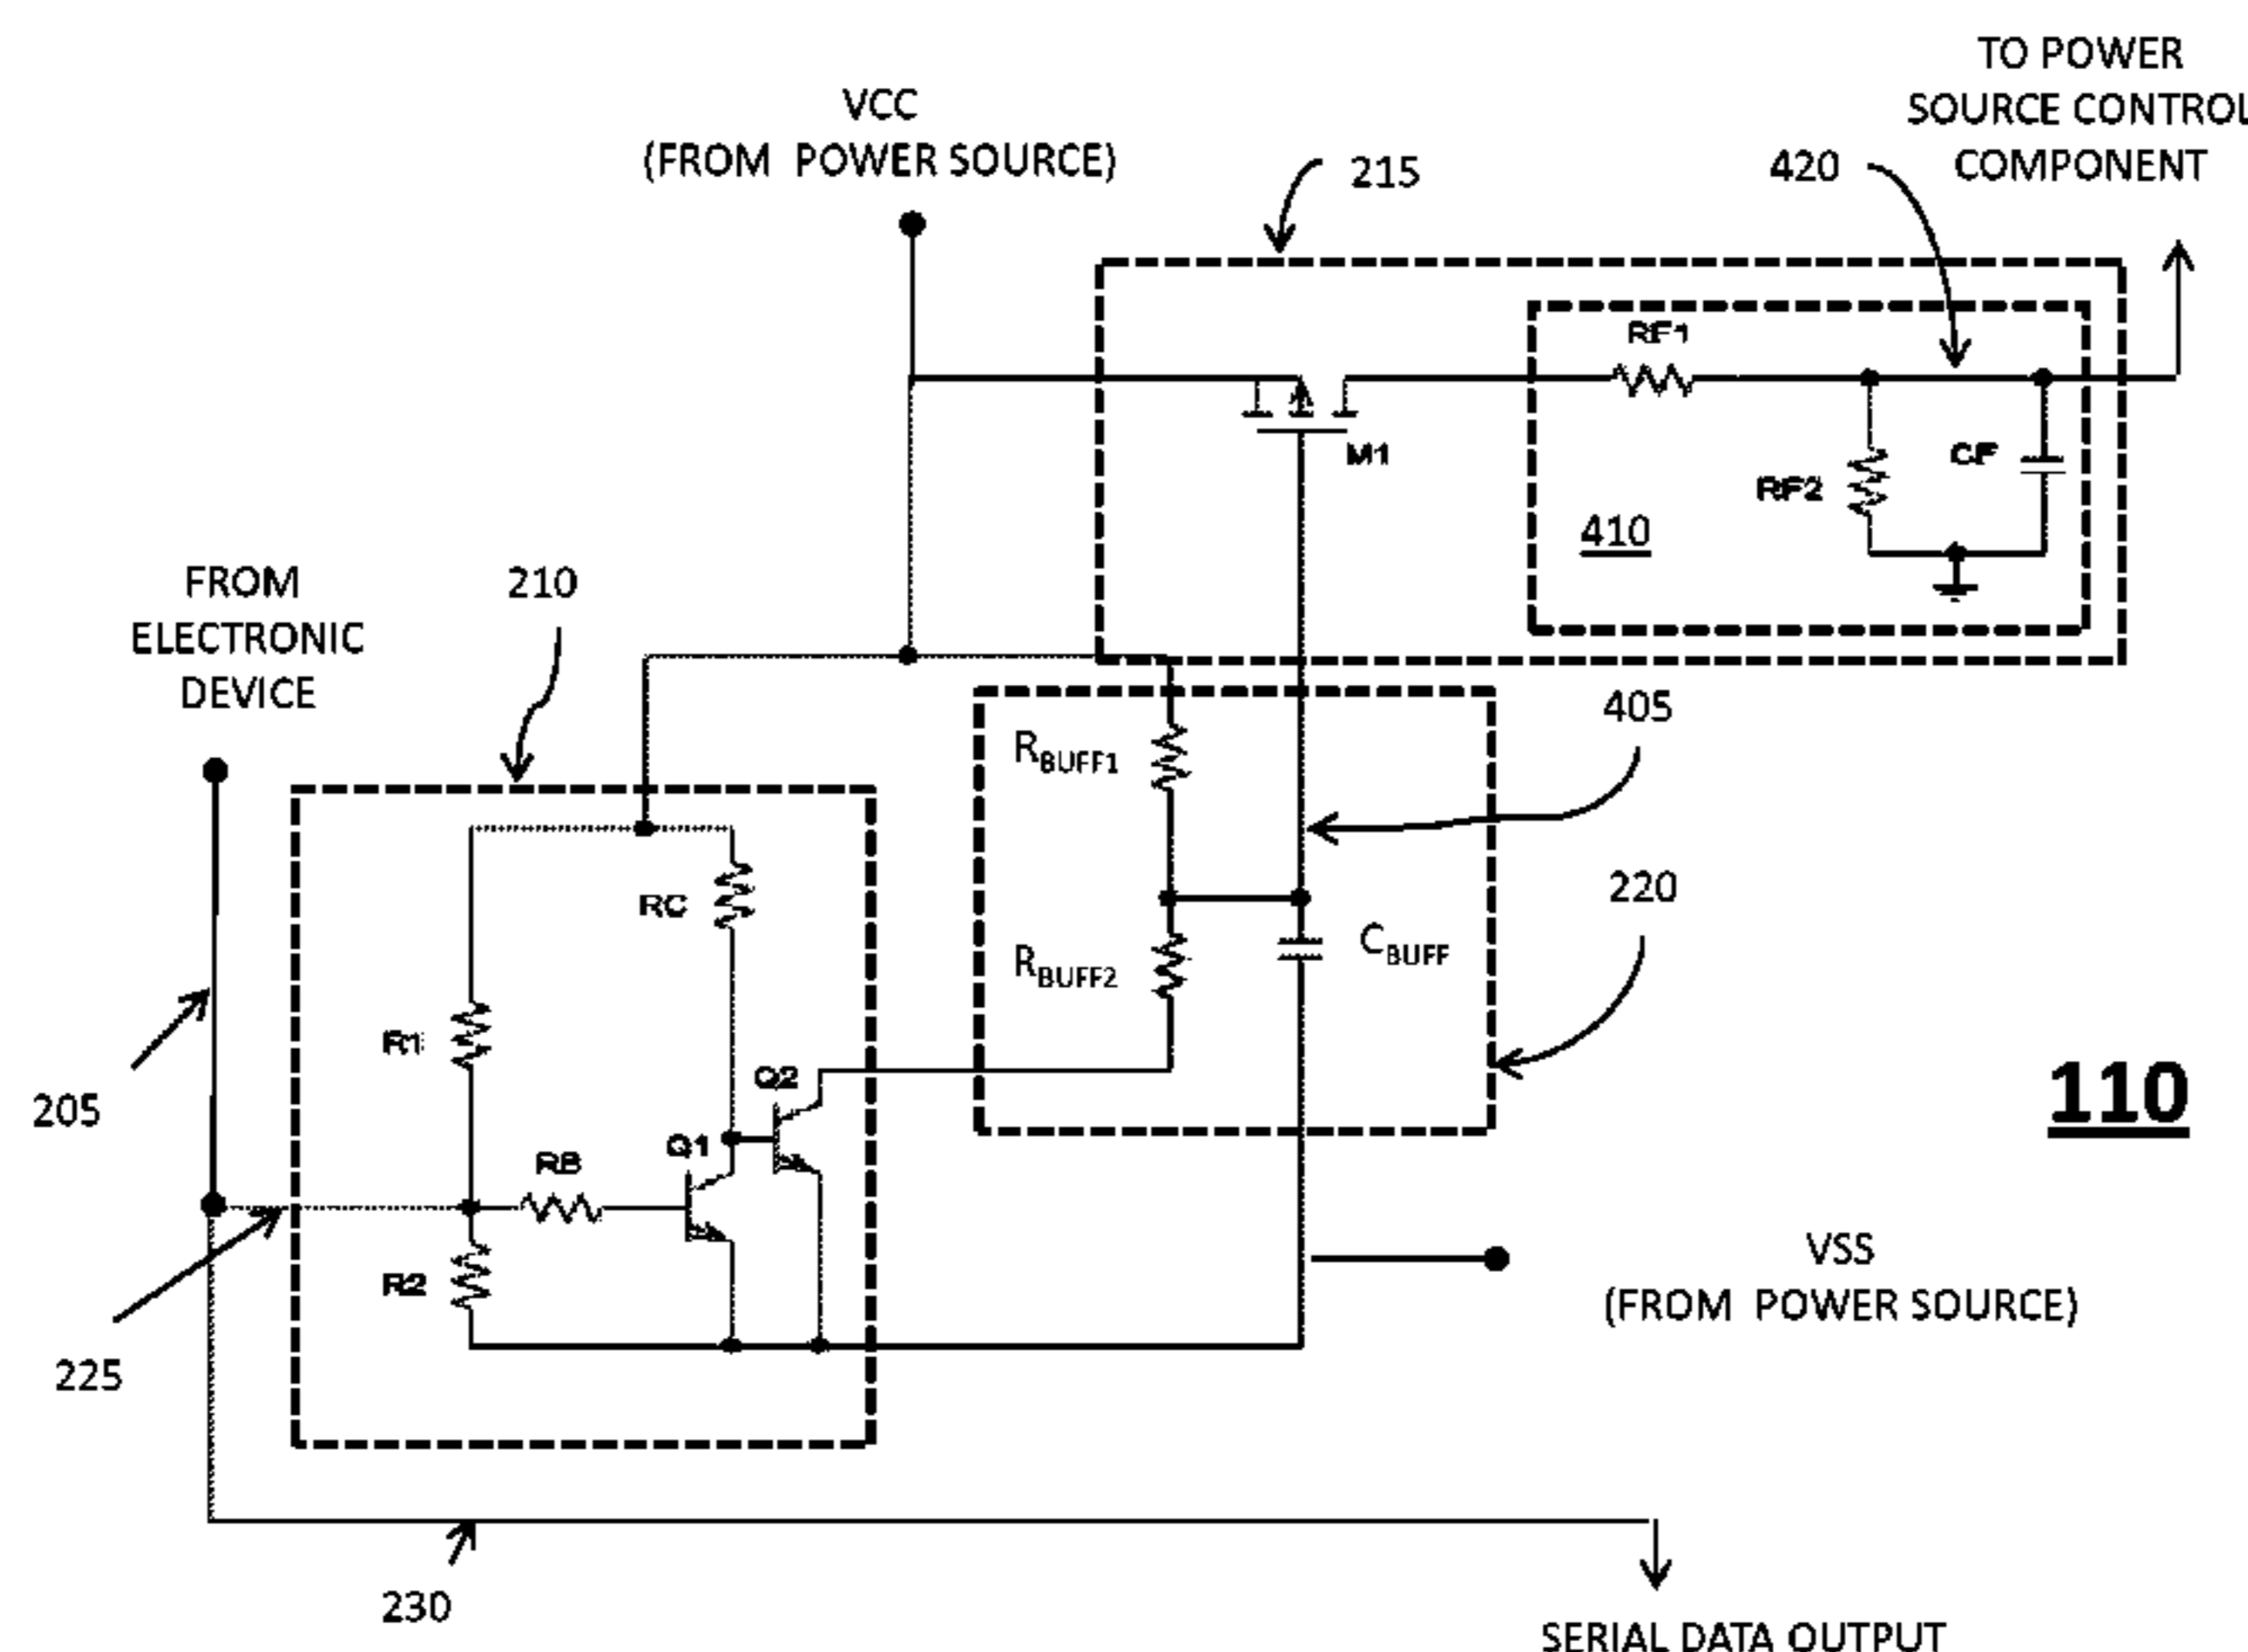 TO POWER
SOURCE CONTROL
COMPONENT
VCC
(FROM POWER SOURCE)
215
420
RF1
M1
CF
RF2
410
FROM
ELECTRONIC
DEVICE
210
405
RBUFF1
220
RC
CBUFF
RBUFF2
R1
Q2
205
110
Q1
RB
R2
VSS
(FROM POWER SOURCE)
225
230
SERIAL DATA OUTPUT